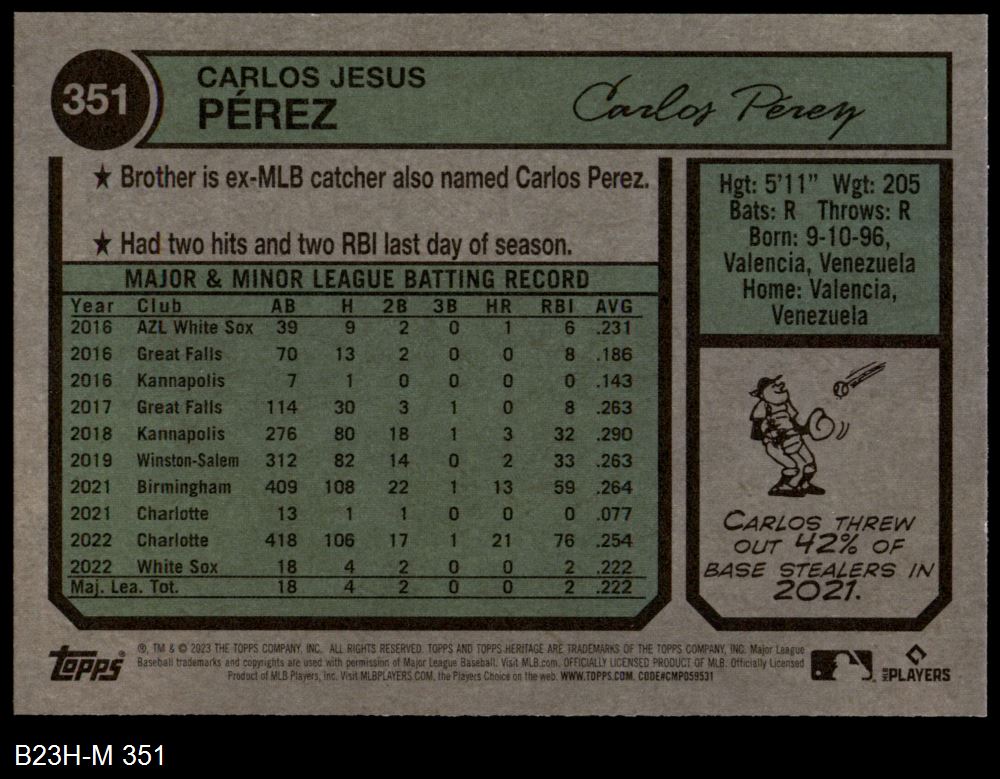 351
CARLOS JESUS
PÉREZ
Carlos Perez
★ Brother is ex-MLB catcher also named Carlos Perez.
★ Had two hits and two RBI last day of season.
MAJOR & MINOR LEAGUE BATTING RECORD
Year Club AB H 2B 3B HR RBI AVG
2016 AZL White Sox 39 9 2 0 1 6 .231
2016 Great Falls 70 13 2 0 0 8 .186
2016 Kannapolis 7 1 0 0 0 0 .143
2017 Great Falls 114 30 3 1 0 8 .263
2018 Kannapolis 276 80 18 1 3 32 .290
2019 Winston-Salem 312 82 14 0 2 33 .263
2021 Birmingham 409 108 22 1 13 59 .264
2021 Charlotte 13 1 1 0 0 0 .077
2022 Charlotte 418 106 17 1 21 76 .254
2022 White Sox 18 4 2 0 0 2 .222
Maj. Lea. Tot. 18 4 2 0 0 2 .222
Hgt: 5'11" Wgt: 205
Bats: R Throws: R
Born: 9-10-96,
Valencia, Venezuela
Home: Valencia,
Venezuela
CARLOS THREW
OUT 42% OF
BASE STEALERS IN
2021.
Topps
®, TM & © 2023 THE TOPPS COMPANY, INC. ALL RIGHTS RESERVED. TOPPS AND TOPPS HERITAGE ARE TRADEMARKS OF THE TOPPS COMPANY, INC. Major League
Baseball trademarks and copyrights are used with permission of Major League Baseball. Visit MLB.com. OFFICIALLY LICENSED PRODUCT OF MLB. Officially Licensed
Product of MLB Players, Inc. Visit MLBPLAYERS.COM, the Players Choice on the web. WWW.TOPPS.COM. CODE#CMP059531
MLB PLAYERS
B23H-M 351